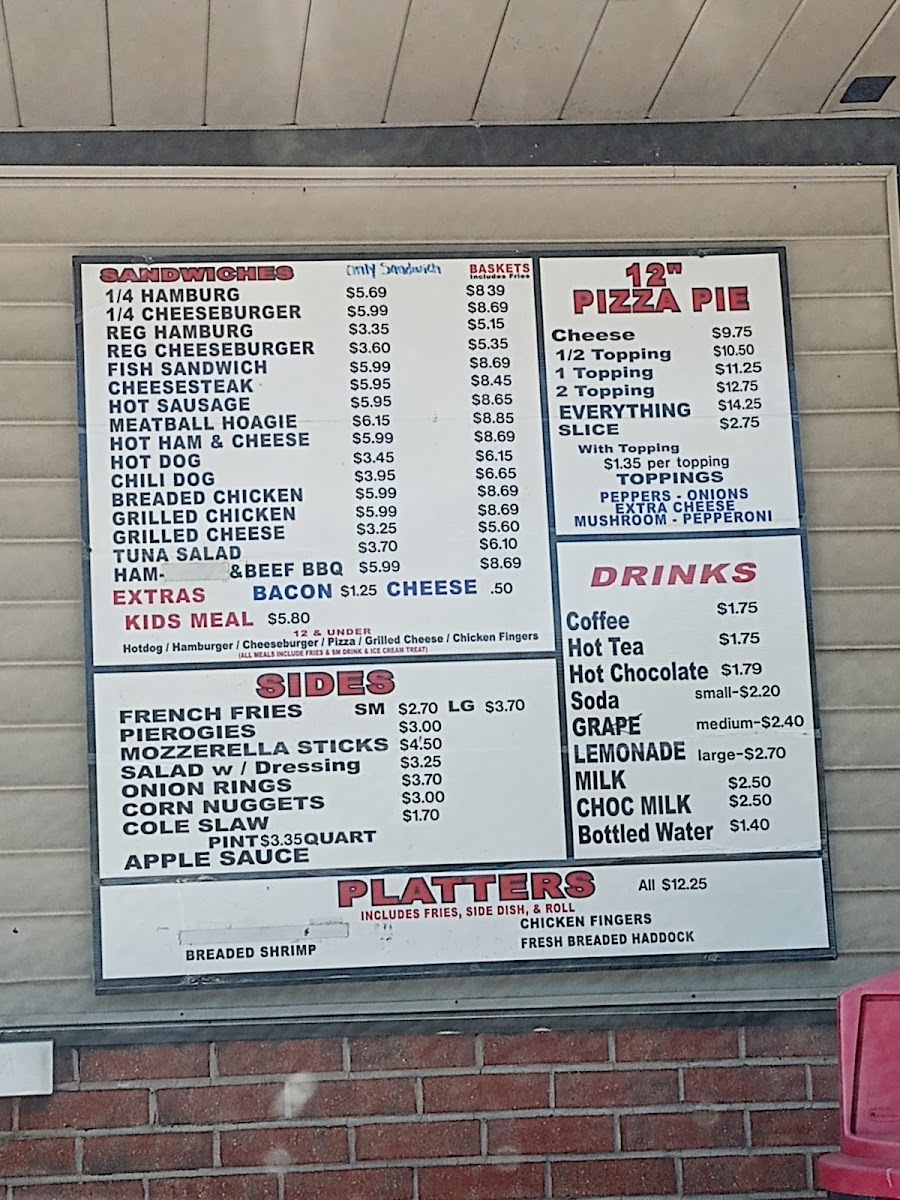 SANDWICHES only Sandwich BASKETS
Includes Fries
1/4 HAMBURG $5.69 $8 39
1/4 CHEESEBURGER $5.99 $8.69
REG HAMBURG $3.35 $5.15
REG CHEESEBURGER $3.60 $5.35
FISH SANDWICH $5.99 $8.69
CHEESESTEAK $5.95 $8.45
HOT SAUSAGE $5.95 $8.65
MEATBALL HOAGIE $6.15 $8.85
HOT HAM & CHEESE $5.99 $8.69
HOT DOG $3.45 $6.15
CHILI DOG $3.95 $6.65
BREADED CHICKEN $5.99 $8.69
GRILLED CHICKEN $5.99 $8.69
GRILLED CHEESE $3.25 $5.60
TUNA SALAD $3.70 $6.10
HAM- &BEEF BBQ $5.99 $8.69
EXTRAS BACON $1.25 CHEESE .50
KIDS MEAL $5.80
12 & UNDER
Hotdog / Hamburger / Cheeseburger / Pizza / Grilled Cheese / Chicken Fingers
(ALL MEALS INCLUDE FRIES & SM DRINK & ICE CREAM TREAT)
SIDES
FRENCH FRIES SM $2.70 LG $3.70
PIEROGIES $3.00
MOZZERELLA STICKS $4.50
SALAD w / Dressing $3.25
ONION RINGS $3.70
CORN NUGGETS $3.00
COLE SLAW $1.70
PINT$3.35QUART
APPLE SAUCE
12"
PIZZA PIE
Cheese $9.75
1/2 Topping $10.50
1 Topping $11.25
2 Topping $12.75
EVERYTHING $14.25
SLICE $2.75
With Topping
$1.35 per topping
TOPPINGS
PEPPERS - ONIONS
EXTRA CHEESE
MUSHROOM - PEPPERONI
DRINKS
Coffee $1.75
Hot Tea $1.75
Hot Chocolate $1.79
Soda small-$2.20
GRAPE medium-$2.40
LEMONADE large-$2.70
MILK $2.50
CHOC MILK $2.50
Bottled Water $1.40
PLATTERS All $12.25
INCLUDES FRIES, SIDE DISH, & ROLL
CHICKEN FINGERS
BREADED SHRIMP FRESH BREADED HADDOCK